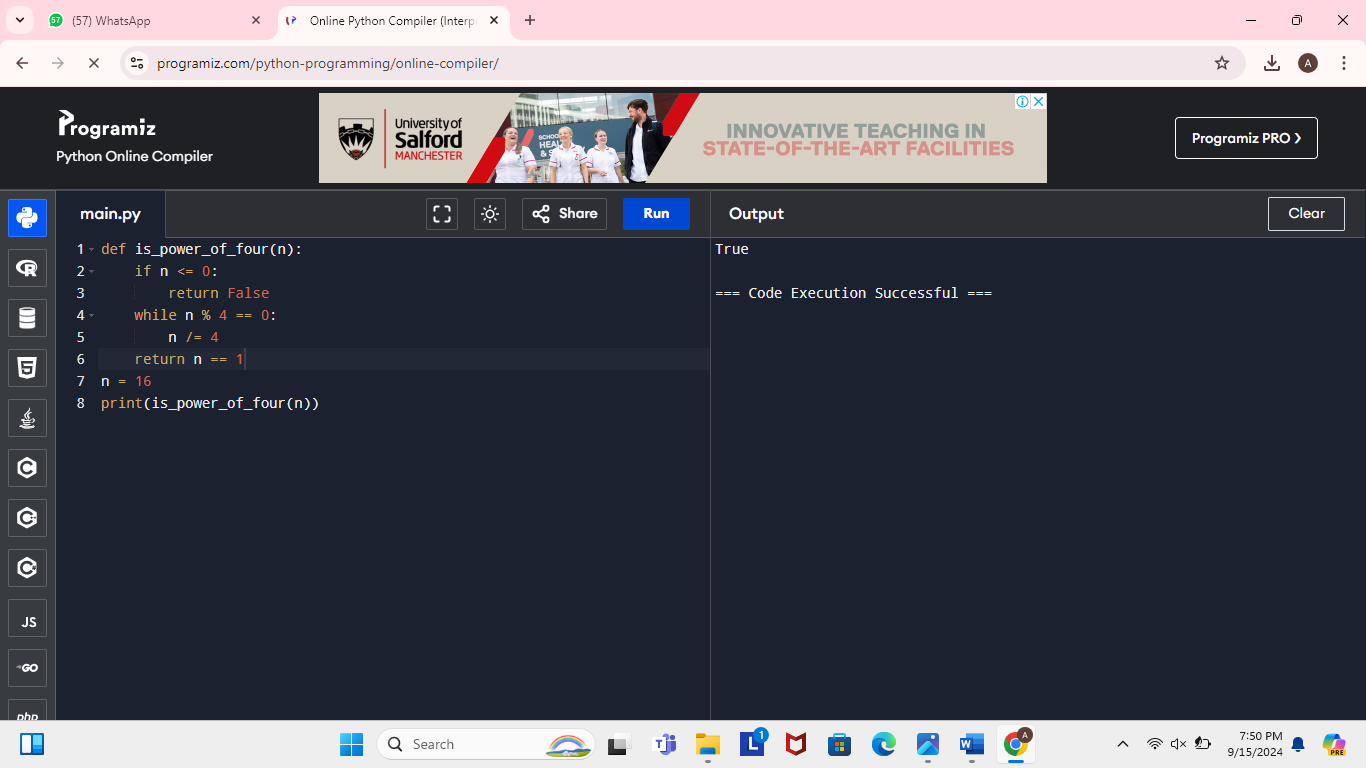 (57) WhatsApp
Online Python Compiler (Interp
programiz.com/python-programming/online-compiler/
A
Programiz
Python Online Compiler
University of
Salford
MANCHESTER
INNOVATIVE TEACHING IN
STATE-OF-THE-ART FACILITIES
Programiz PRO
main.py
Share
Run
Output
Clear
1 def is_power_of_four(n):
2     if n <= 0:
3         return False
4     while n % 4 == 0:
5         n /= 4
6     return n == 1
7 n = 16
8 print(is_power_of_four(n))
True
=== Code Execution Successful ===
R
5
C
C
C
JS
GO
php
Search
L
1
W
A
7:50 PM
9/15/2024
PRE